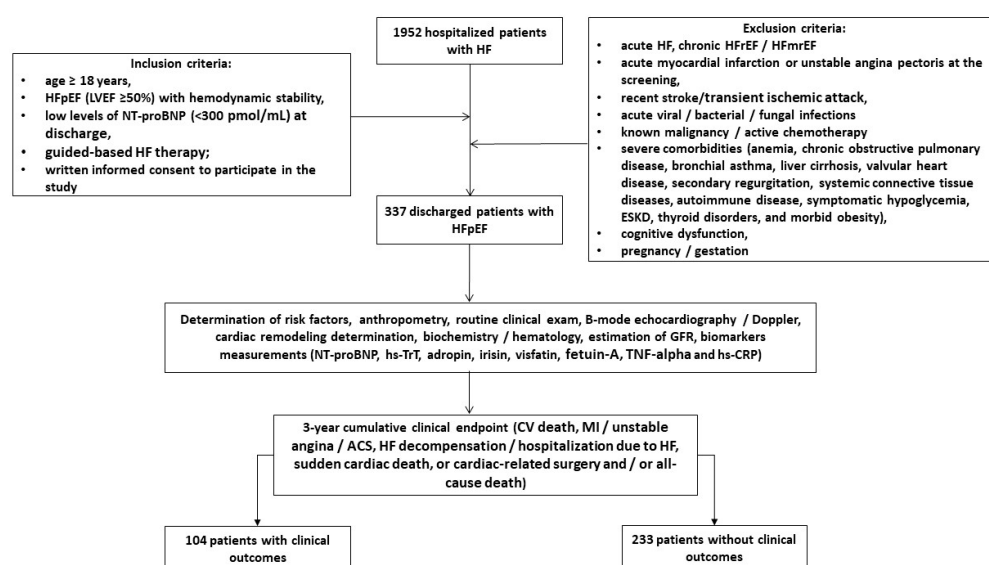 1952 hospitalized patients
with HF
Inclusion criteria:
• age ≥ 18 years,
• HFpEF (LVEF ≥50%) with hemodynamic stability,
• low levels of NT-proBNP (<300 pmol/mL) at
discharge,
• guided-based HF therapy;
• written informed consent to participate in the
study
Exclusion criteria:
• acute HF, chronic HFrEF / HFmrEF
• acute myocardial infarction or unstable angina pectoris at the
screening,
• recent stroke/transient ischemic attack,
• acute viral / bacterial / fungal infections
• known malignancy / active chemotherapy
• severe comorbidities (anemia, chronic obstructive pulmonary
disease, bronchial asthma, liver cirrhosis, valvular heart
disease, secondary regurgitation, systemic connective tissue
diseases, autoimmune disease, symptomatic hypoglycemia,
ESKD, thyroid disorders, and morbid obesity),
• cognitive dysfunction,
• pregnancy / gestation
337 discharged patients with
HFpEF
Determination of risk factors, anthropometry, routine clinical exam, B-mode echocardiography / Doppler,
cardiac remodeling determination, biochemistry / hematology, estimation of GFR, biomarkers
measurements (NT-proBNP, hs-TrT, adropin, irisin, visfatin, fetuin-A, TNF-alpha and hs-CRP)
3-year cumulative clinical endpoint (CV death, MI / unstable
angina / ACS, HF decompensation / hospitalization due to HF,
sudden cardiac death, or cardiac-related surgery and / or all-
cause death)
104 patients with clinical
outcomes
233 patients without clinical
outcomes